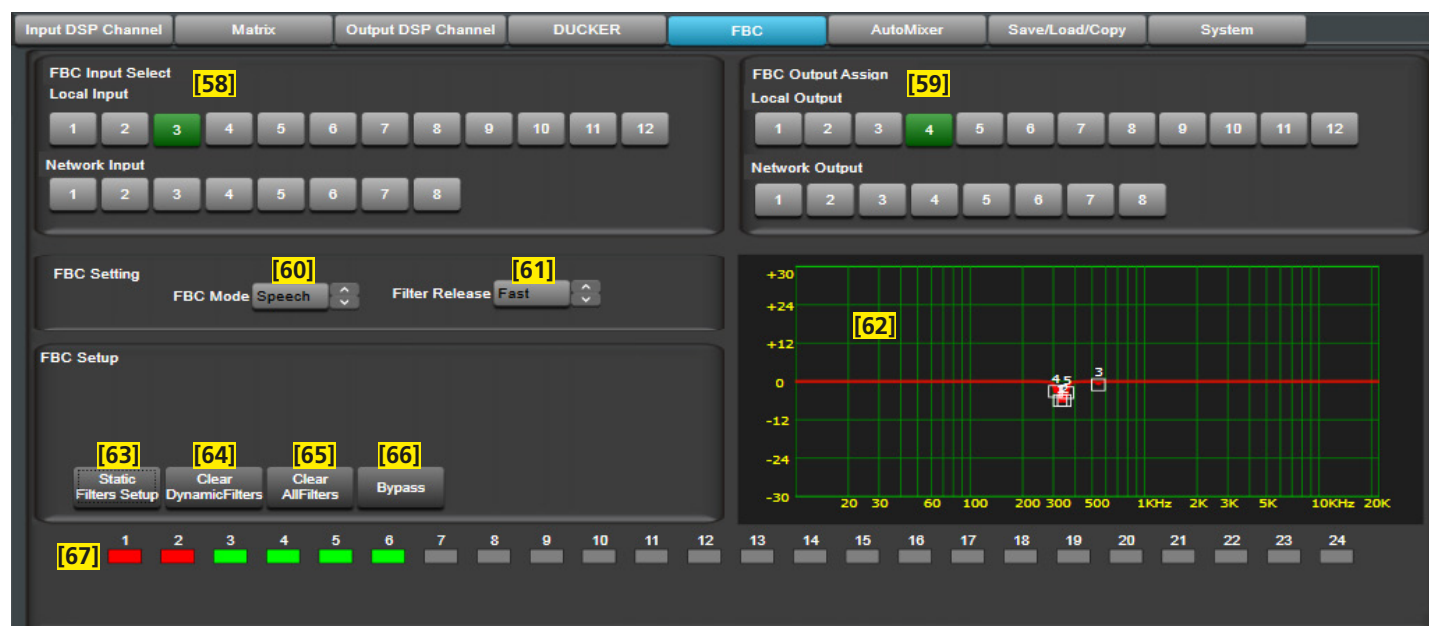 Input DSP Channel Matrix Output DSP Channel DUCKER FBC AutoMixer Save/Load/Copy System
FBC Input Select
[58]
Local Input
1 2 3 4 5 6 7 8 9 10 11 12
Network Input
1 2 3 4 5 6 7 8
FBC Output Assign
[59]
Local Output
1 2 3 4 5 6 7 8 9 10 11 12
Network Output
1 2 3 4 5 6 7 8
FBC Setting
[60]
[61]
FBC Mode Speech Filter Release Fast
FBC Setup
[63] [64] [65] [66]
Static Filters Setup
Clear DynamicFilters
Clear AllFilters
Bypass
[62]
+30
+24
+12
0
-12
-24
-30
4 5 3
20 30 60 100 200 300 500 1KHz 2K 3K 5K 10KHz 20K
[67]
1 2 3 4 5 6 7 8 9 10 11 12 13 14 15 16 17 18 19 20 21 22 23 24